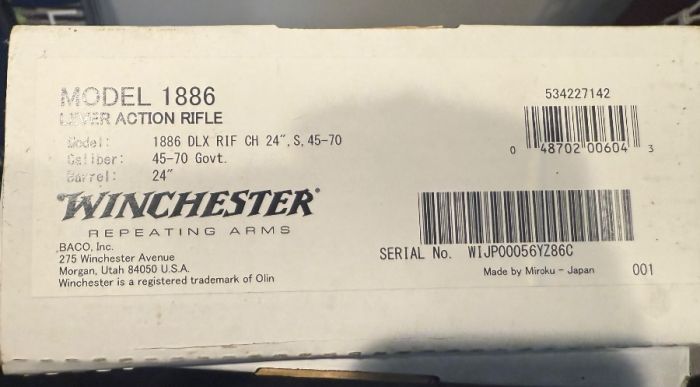 MODEL 1886
LEVER ACTION RIFLE
Model: 1886 DLX RIF CH 24",S,45-70
Caliber: 45-70 Govt.
Barrel: 24"
WINCHESTER
REPEATING ARMS
BACO, Inc.
275 Winchester Avenue
Morgan, Utah 84050 U.S.A.
Winchester is a registered trademark of Olin
534227142
0 48702 00604 3
SERIAL No. WIJP00056YZ86C
Made by Miroku - Japan 001